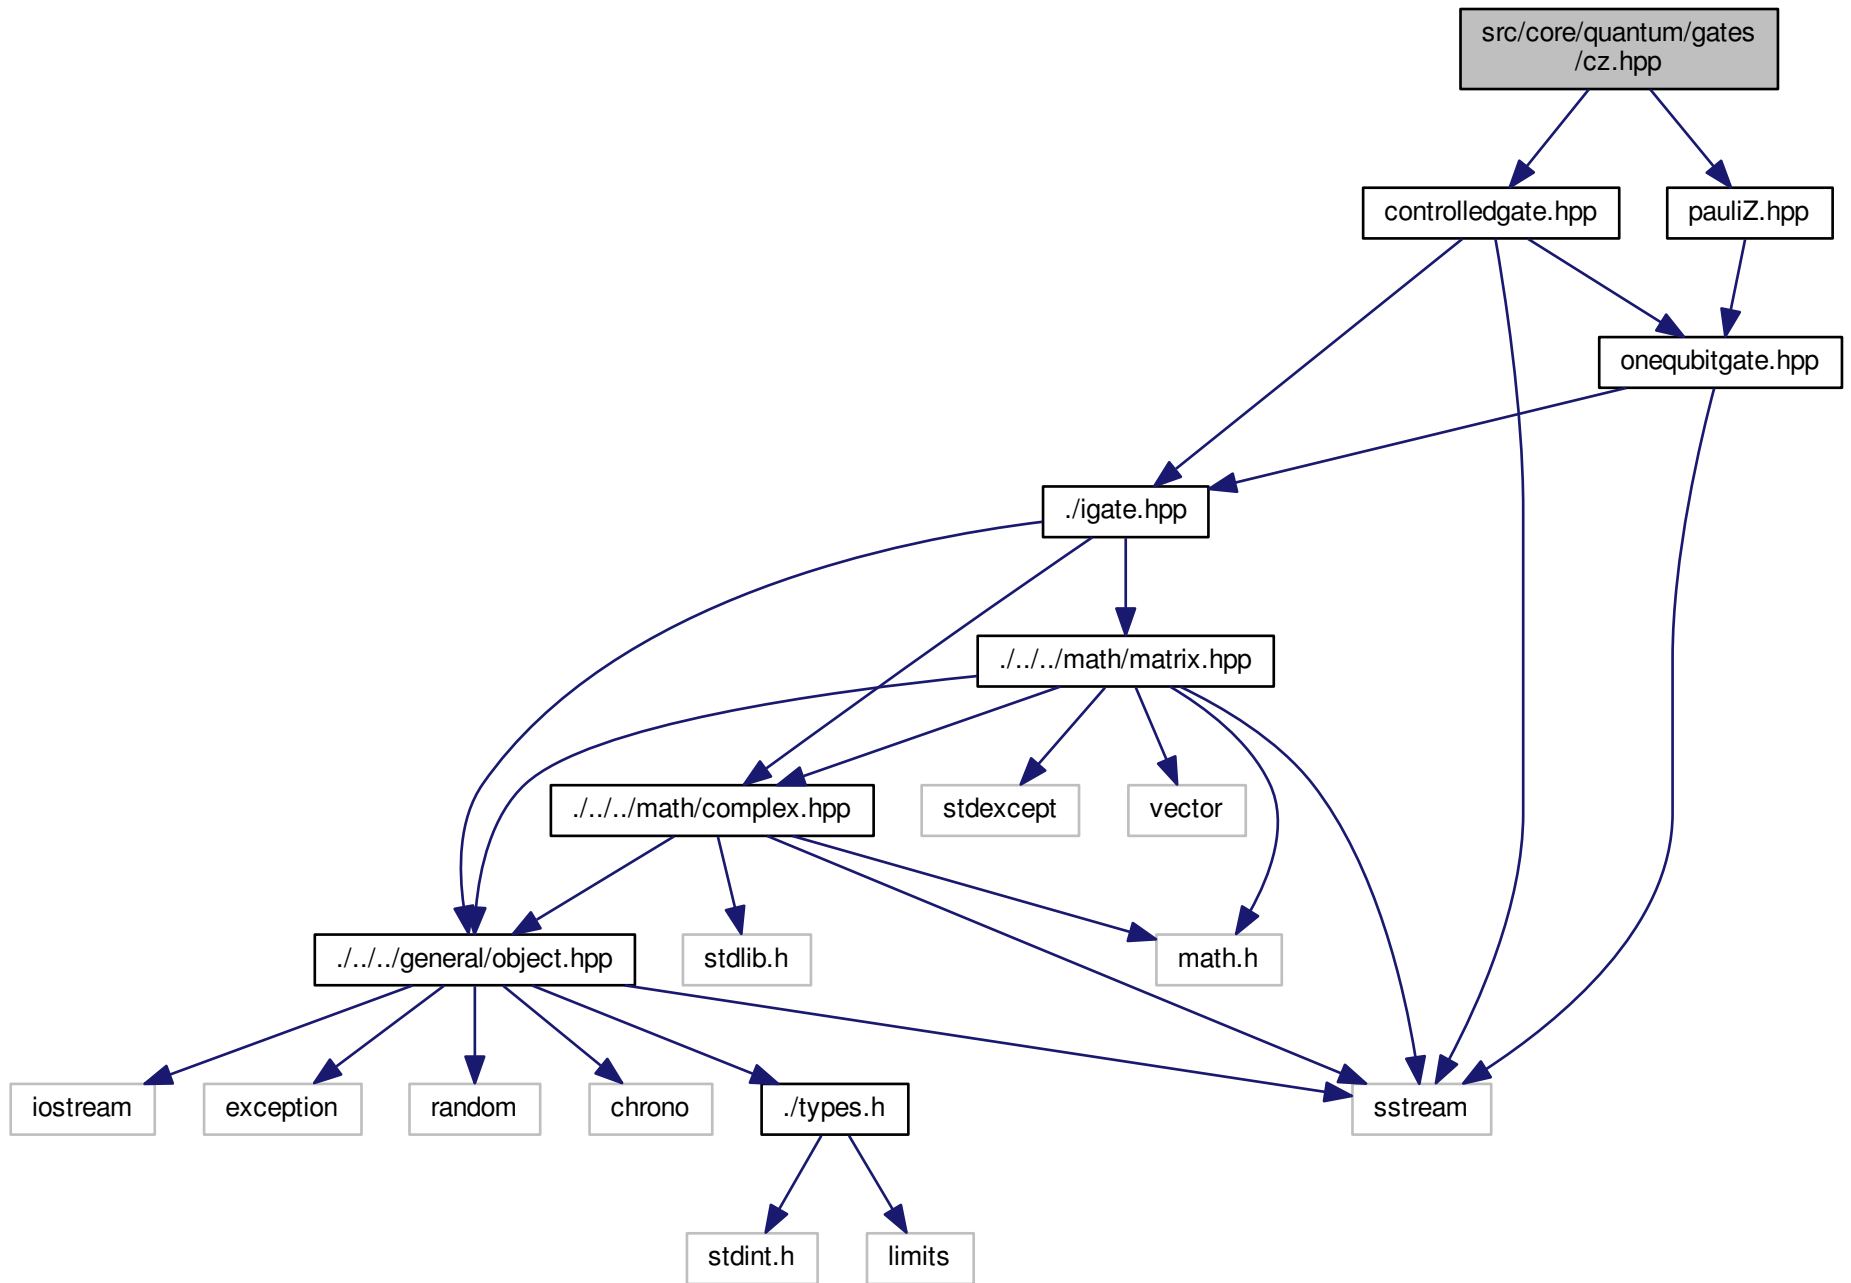 src/core/quantum/gates
/cz.hpp
controlledgate.hpp
pauliZ.hpp
onequbitgate.hpp
./igate.hpp
./../../math/matrix.hpp
./../../math/complex.hpp
stdexcept
vector
./../../general/object.hpp
stdlib.h
math.h
iostream
exception
random
chrono
./types.h
sstream
stdint.h
limits